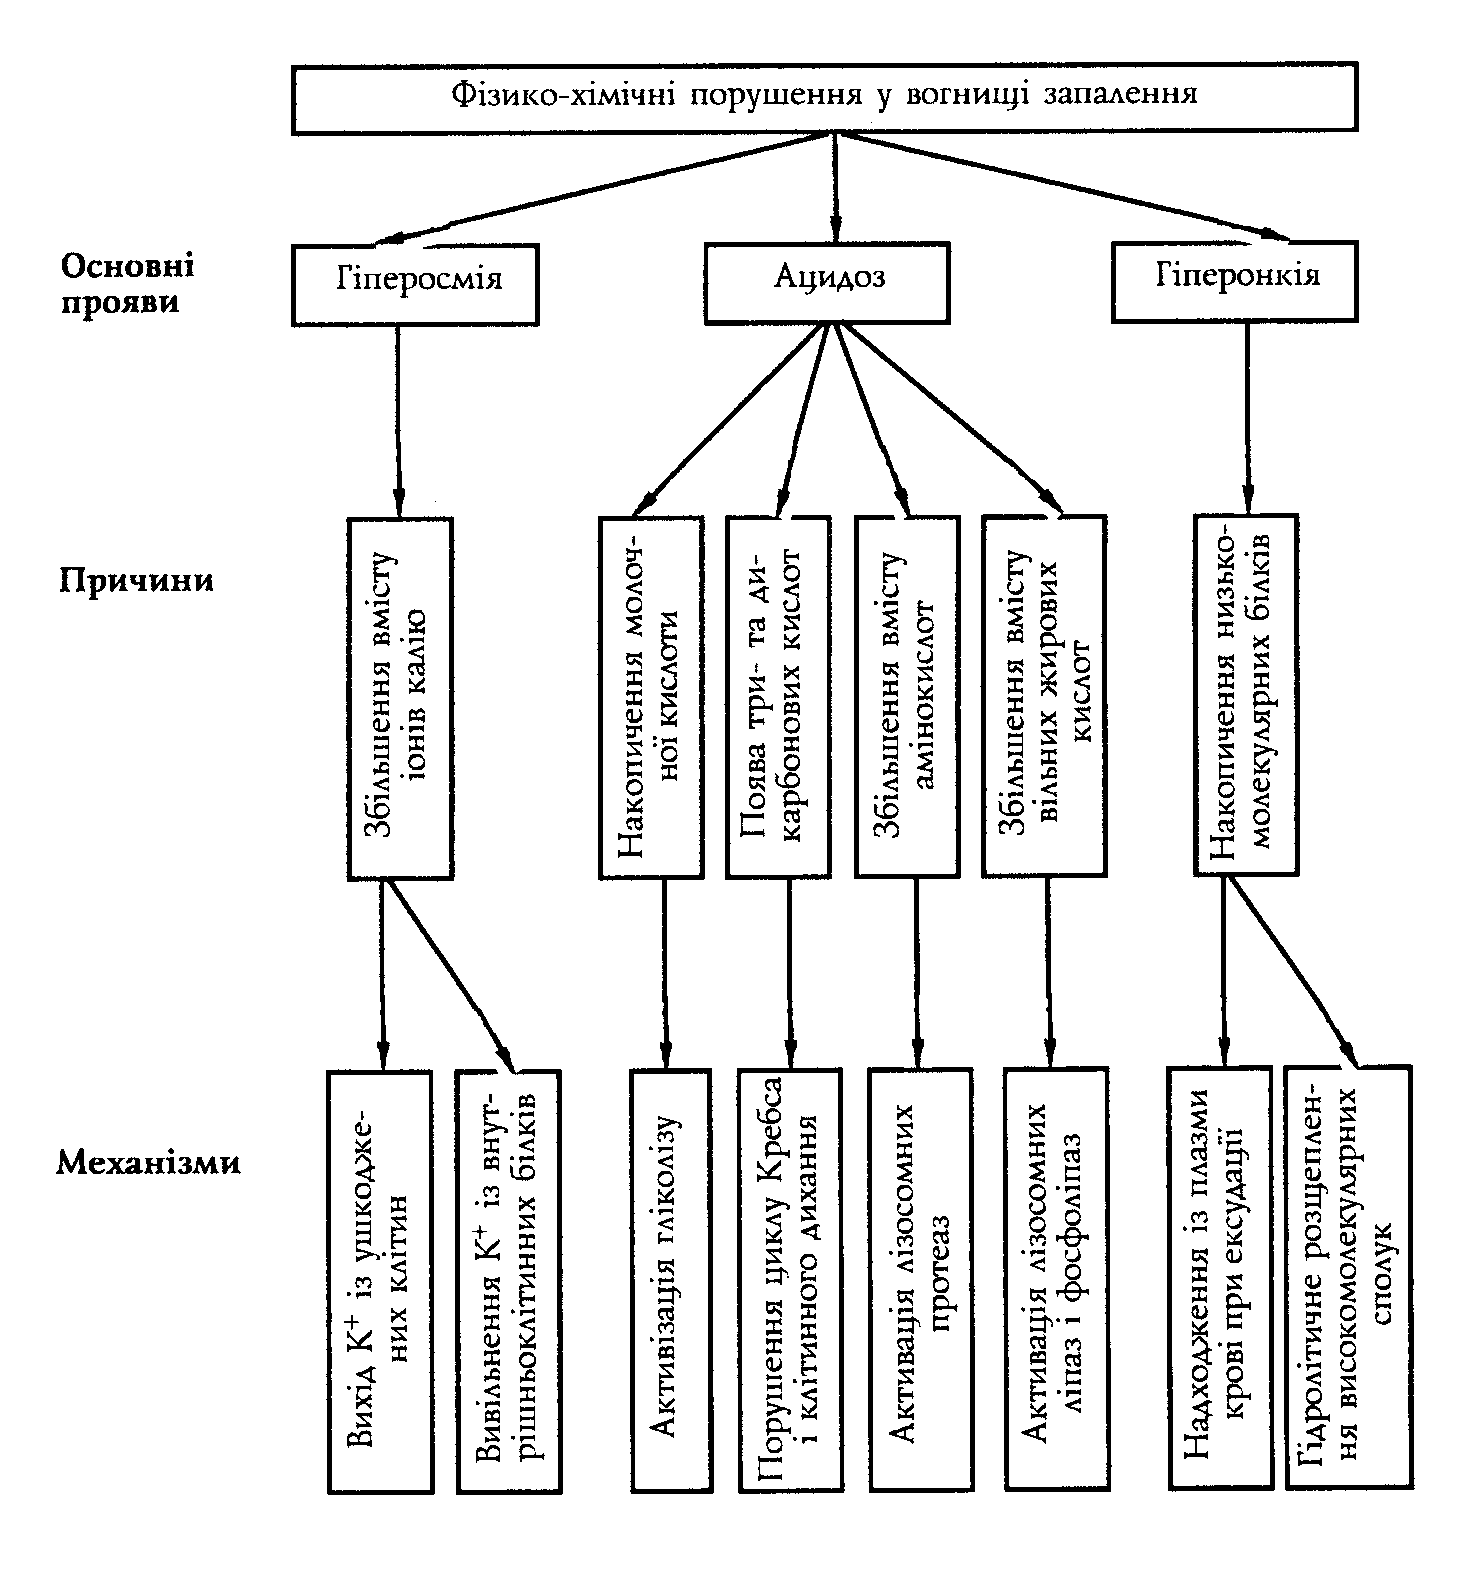 Фізико-хімічні порушення у вогнищі запалення
Основні
прояви
Гіперосмія
Ацидоз
Гіперонкія
Причини
Збільшення вмісту
іонів калію
Накопичення молоч-
ної кислоти
Поява три- та ди-
карбонових кислот
Збільшення вмісту
амінокислот
Збільшення вмісту
вільних жирових
кислот
Накопичення низько-
молекулярних білків
Механізми
Вихід К+ із ушкодже-
них клітин
Вивільнення К+ із внут-
рішньоклітинних білків
Активізація гліколізу
Порушення циклу Кребса
і клітинного дихання
Активація лізосомних
протеаз
Активація лізосомних
ліпаз і фосфоліпаз
Надходження із плазми
крові при ексудації
Гідролітичне розщеплен-
ня високомолекулярних
сполук